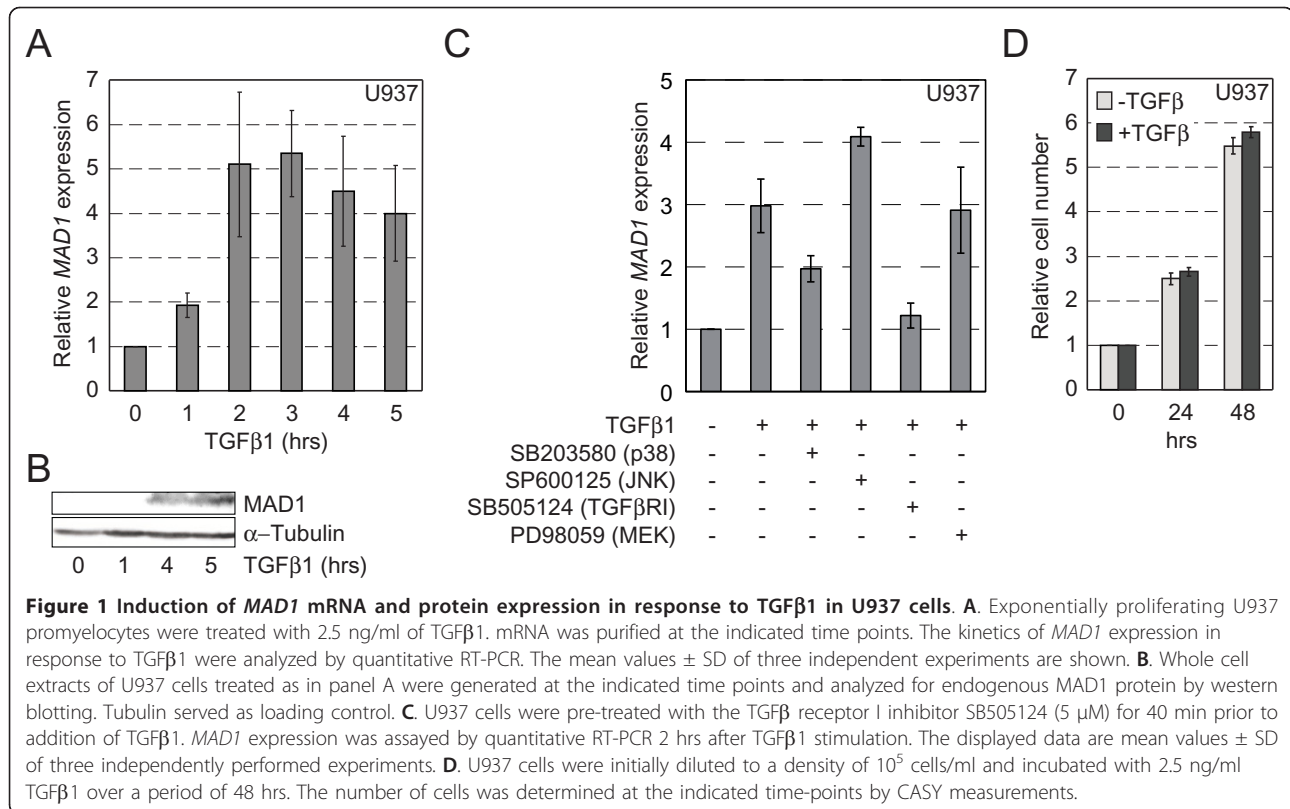 A
7
6
5
4
3
2
1
0
Relative MAD1 expression
U937
0 1 2 3 4 5
TGFβ1 (hrs)
B
MAD1
α–Tubulin
0 1 4 5 TGFβ1 (hrs)
C
5
4
3
2
1
0
Relative MAD1 expression
U937
TGFβ1 - + + + + +
SB203580 (p38) - - + - - -
SP600125 (JNK) - - - + - -
SB505124 (TGFβRI) - - - - + -
PD98059 (MEK) - - - - - +
D
7
6
5
4
3
2
1
0
Relative cell number
U937
-TGFβ
+TGFβ
0 24 48
hrs
Figure 1 Induction of MAD1 mRNA and protein expression in response to TGFβ1 in U937 cells. A. Exponentially proliferating U937
promyelocytes were treated with 2.5 ng/ml of TGFβ1. mRNA was purified at the indicated time points. The kinetics of MAD1 expression in
response to TGFβ1 were analyzed by quantitative RT-PCR. The mean values ± SD of three independent experiments are shown. B. Whole cell
extracts of U937 cells treated as in panel A were generated at the indicated time points and analyzed for endogenous MAD1 protein by western
blotting. Tubulin served as loading control. C. U937 cells were pre-treated with the TGFβ receptor I inhibitor SB505124 (5 μM) for 40 min prior to
addition of TGFβ1. MAD1 expression was assayed by quantitative RT-PCR 2 hrs after TGFβ1 stimulation. The displayed data are mean values ± SD
of three independently performed experiments. D. U937 cells were initially diluted to a density of 10⁵ cells/ml and incubated with 2.5 ng/ml
TGFβ1 over a period of 48 hrs. The number of cells was determined at the indicated time-points by CASY measurements.